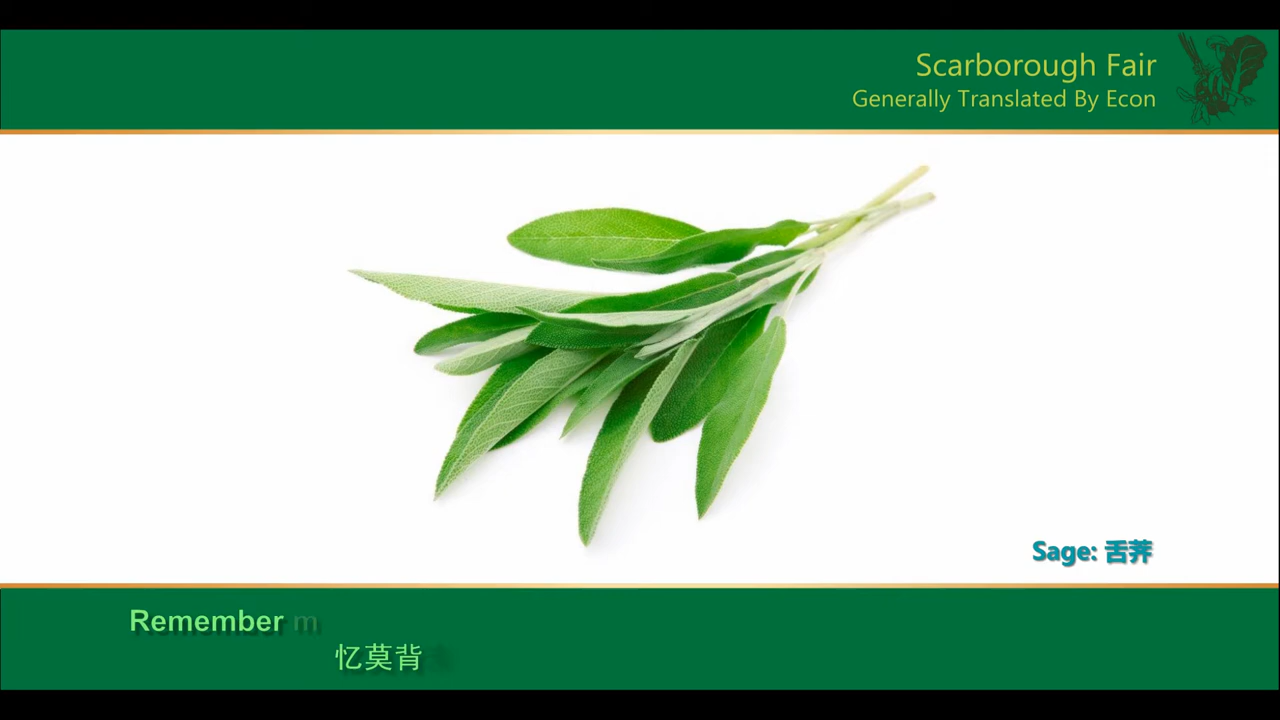 Scarborough Fair
Generally Translated By Econ
Sage: 舌荠
Remember m
忆莫背